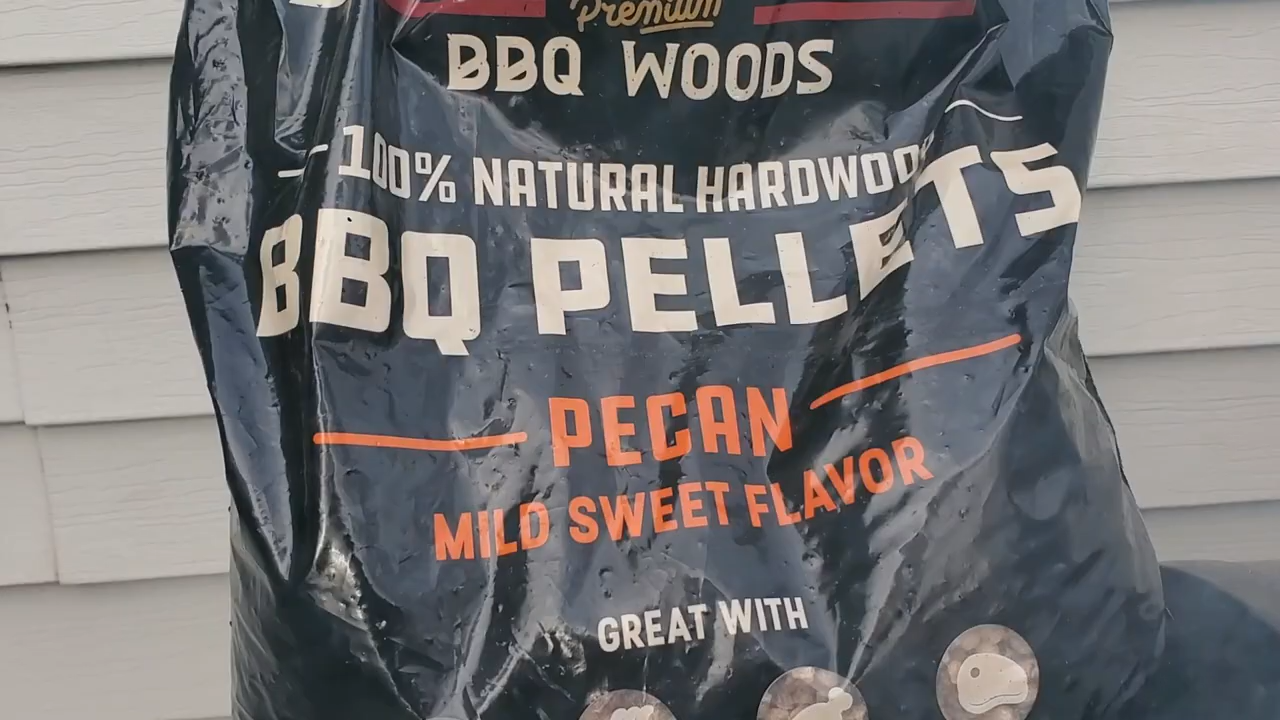 Premium
BBQ WOODS
100% NATURAL HARDWOOD
BBQ PELLETS
PECAN
MILD SWEET FLAVOR
GREAT WITH